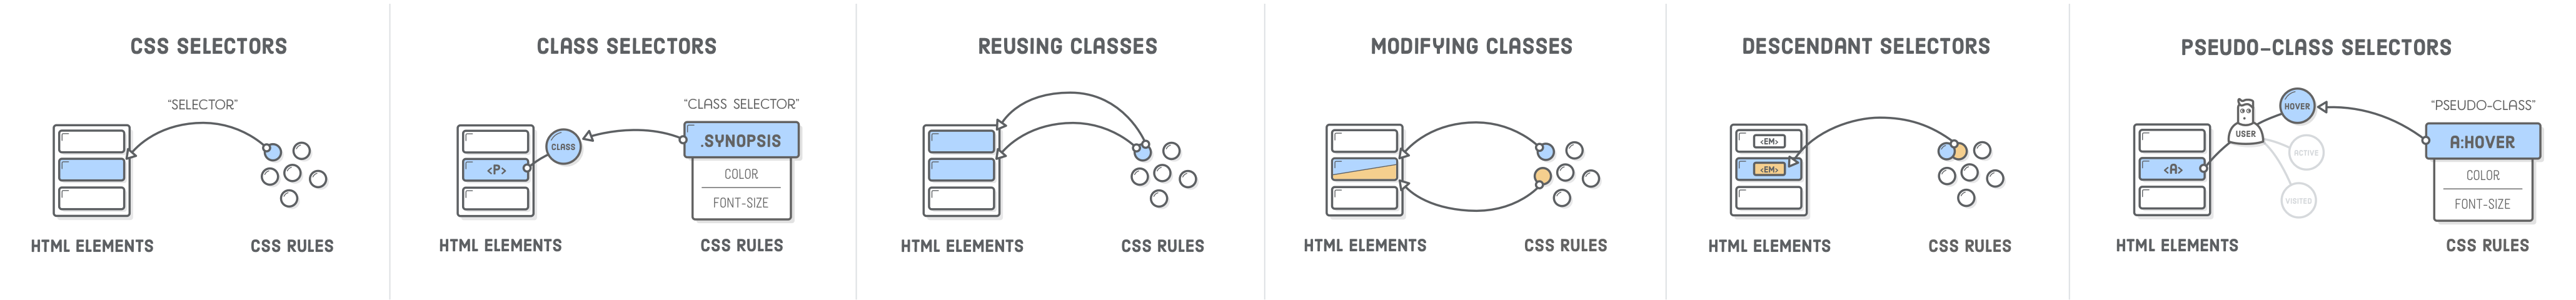 CSS SELECTORS
"SELECTOR"
HTML ELEMENTS
CSS RULES
CLASS SELECTORS
"CLASS SELECTOR"
CLASS
.SYNOPSIS
<P>
COLOR
FONT-SIZE
HTML ELEMENTS
CSS RULES
REUSING CLASSES
HTML ELEMENTS
CSS RULES
MODIFYING CLASSES
HTML ELEMENTS
CSS RULES
DESCENDANT SELECTORS
<EM>
<EM>
HTML ELEMENTS
CSS RULES
PSEUDO-CLASS SELECTORS
"PSEUDO-CLASS"
HOVER
USER
A:HOVER
ACTIVE
<A>
COLOR
VISITED
FONT-SIZE
HTML ELEMENTS
CSS RULES